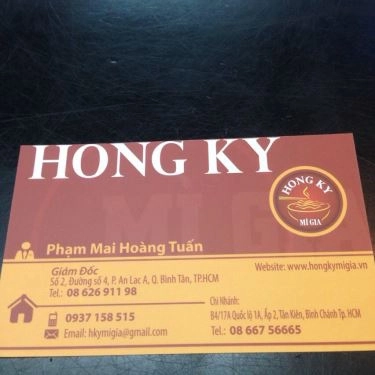 HONG KY
HONG KY
MÌ GIA
Phạm Mai Hoàng Tuấn
Giám Đốc
Số 2, Đường số 4, P. An Lạc A, Q. Bình Tân, TP.HCM
Tel.: 08 626 911 98
Website: www.hongkymigia.vn
0937 158 515
Email: hkymigia@gmail.com
Chi Nhánh:
B4/17A Quốc lộ 1A, Ấp 2, Tân Kiên, Bình Chánh Tp. HCM
Tel.: 08 667 56665